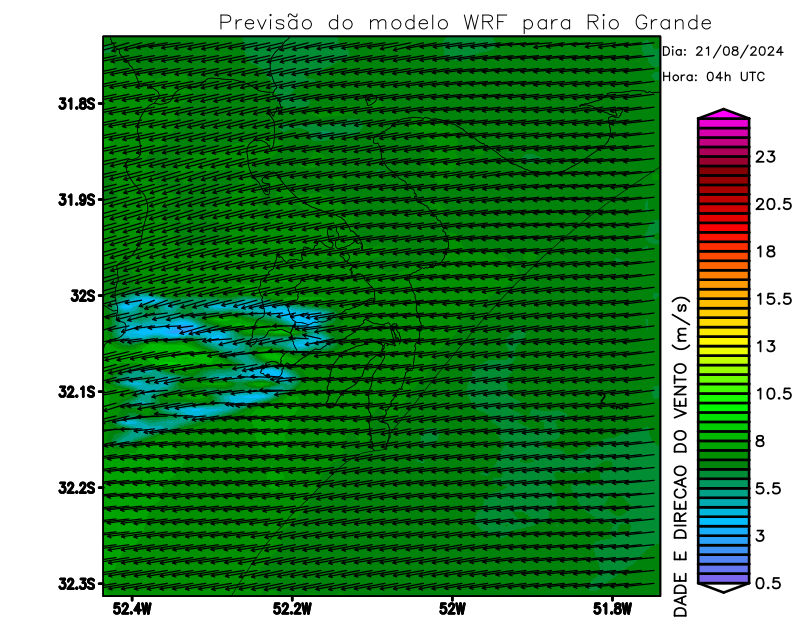 Previsão do modelo WRF para Rio Grande
Dia: 21/08/2024
Hora: 04h UTC
31.8S
31.9S
32S
32.1S
32.2S
32.3S
52.4W
52.2W
52W
51.8W
23
20.5
18
15.5
13
10.5
8
5.5
3
0.5
DADE E DIRECAO DO VENTO (m/s)